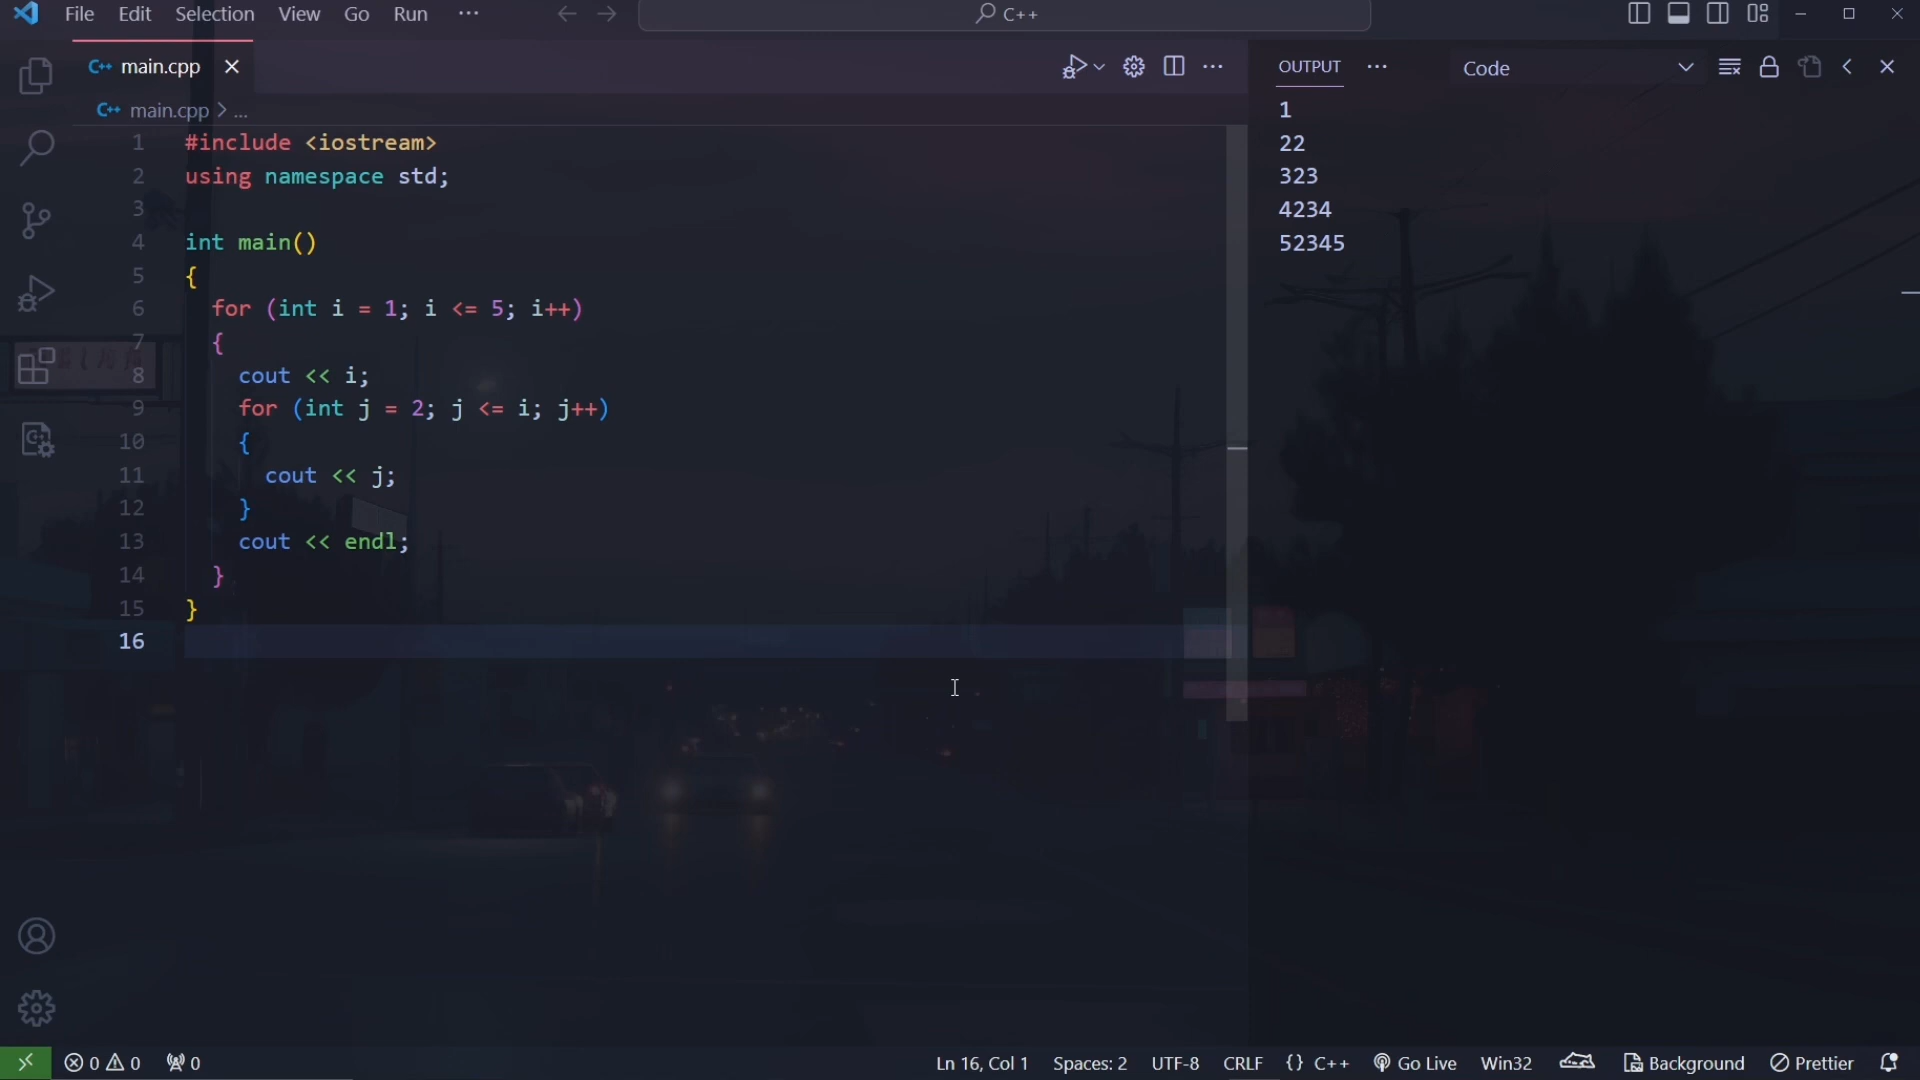 File Edit Selection View Go Run ··· C++
main.cpp
main.cpp > ...
1 #include <iostream>
2 using namespace std;
3
4 int main()
5 {
6 for (int i = 1; i <= 5; i++)
7 {
8 cout << i;
9 for (int j = 2; j <= i; j++)
10 {
11 cout << j;
12 }
13 cout << endl;
14 }
15 }
16
OUTPUT ··· Code
1
22
323
4234
52345
0 0 0 Ln 16, Col 1 Spaces: 2 UTF-8 CRLF {} C++ Go Live Win32 Background Prettier